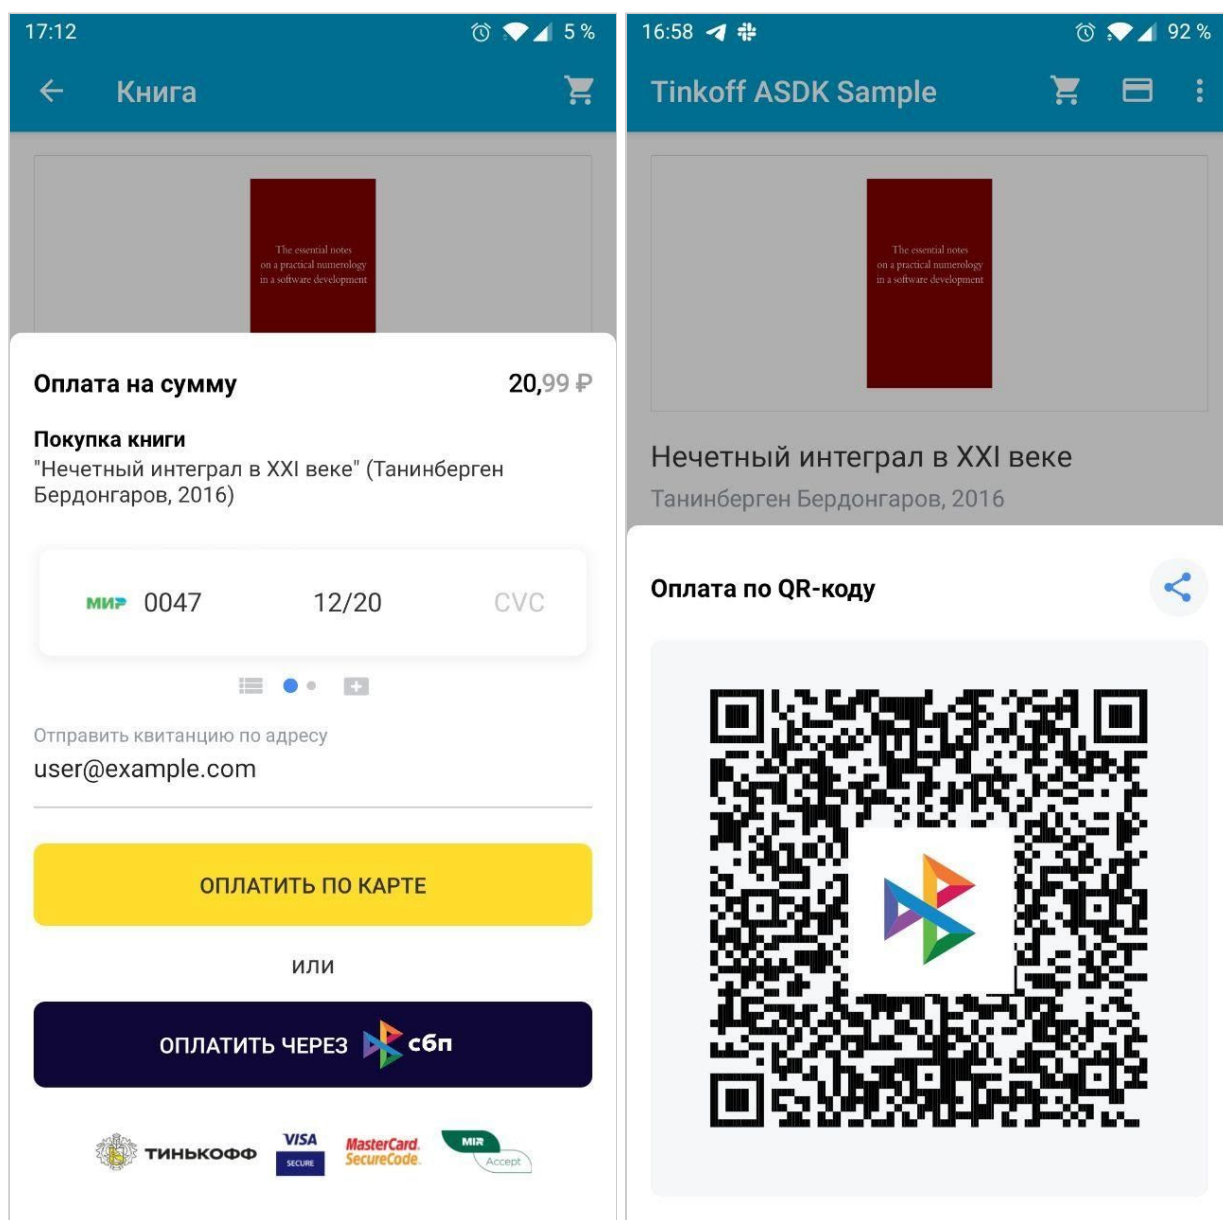 17:12
5 %
Книга
The essential notes
on a practical numerology
in a software development
Оплата на сумму
20,99 ₽
Покупка книги
"Нечетный интеграл в XXI веке" (Танинберген
Бердонгаров, 2016)
МИР 0047 12/20 CVC
Отправить квитанцию по адресу
user@example.com
ОПЛАТИТЬ ПО КАРТЕ
или
ОПЛАТИТЬ ЧЕРЕЗ сбп
ТИНЬКОФФ
VISA
SECURE
MasterCard.
SecureCode.
MIR
Accept
16:58
92 %
Tinkoff ASDK Sample
The essential notes
on a practical numerology
in a software development
Нечетный интеграл в XXI веке
Танинберген Бердонгаров, 2016
Оплата по QR-коду